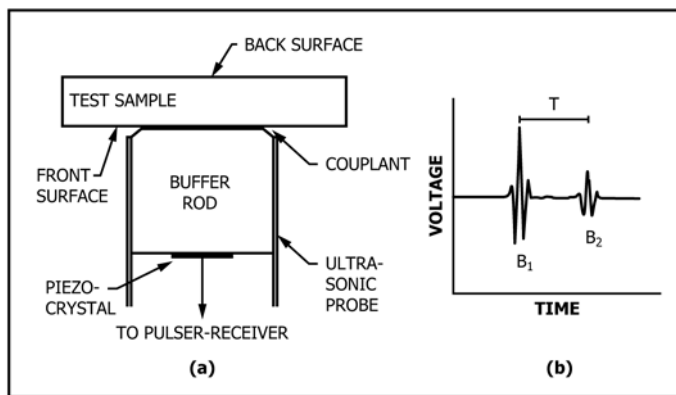 BACK SURFACE
TEST SAMPLE
FRONT
SURFACE
COUPLANT
BUFFER
ROD
PIEZO-
CRYSTAL
ULTRA-
SONIC
PROBE
TO PULSER-RECEIVER
(a)
T
VOLTAGE
B₁
B₂
TIME
(b)